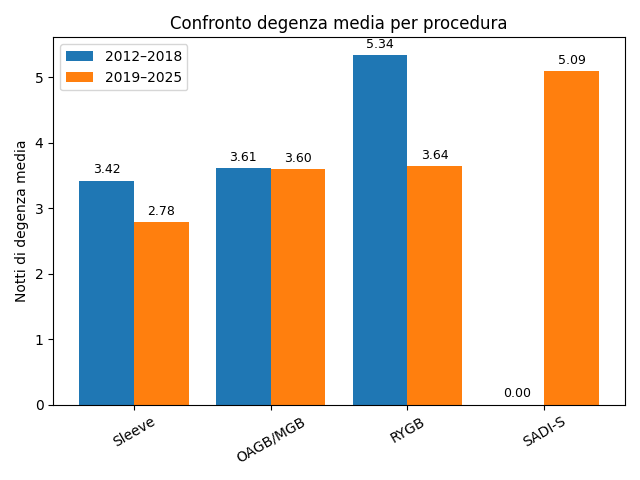 Confronto degenza media per procedura
2012–2018
2019–2025
Notti di degenza media
5
4
3
2
1
0
3.42
2.78
3.61
3.60
5.34
3.64
0.00
5.09
Sleeve
OAGB/MGB
RYGB
SADI-S